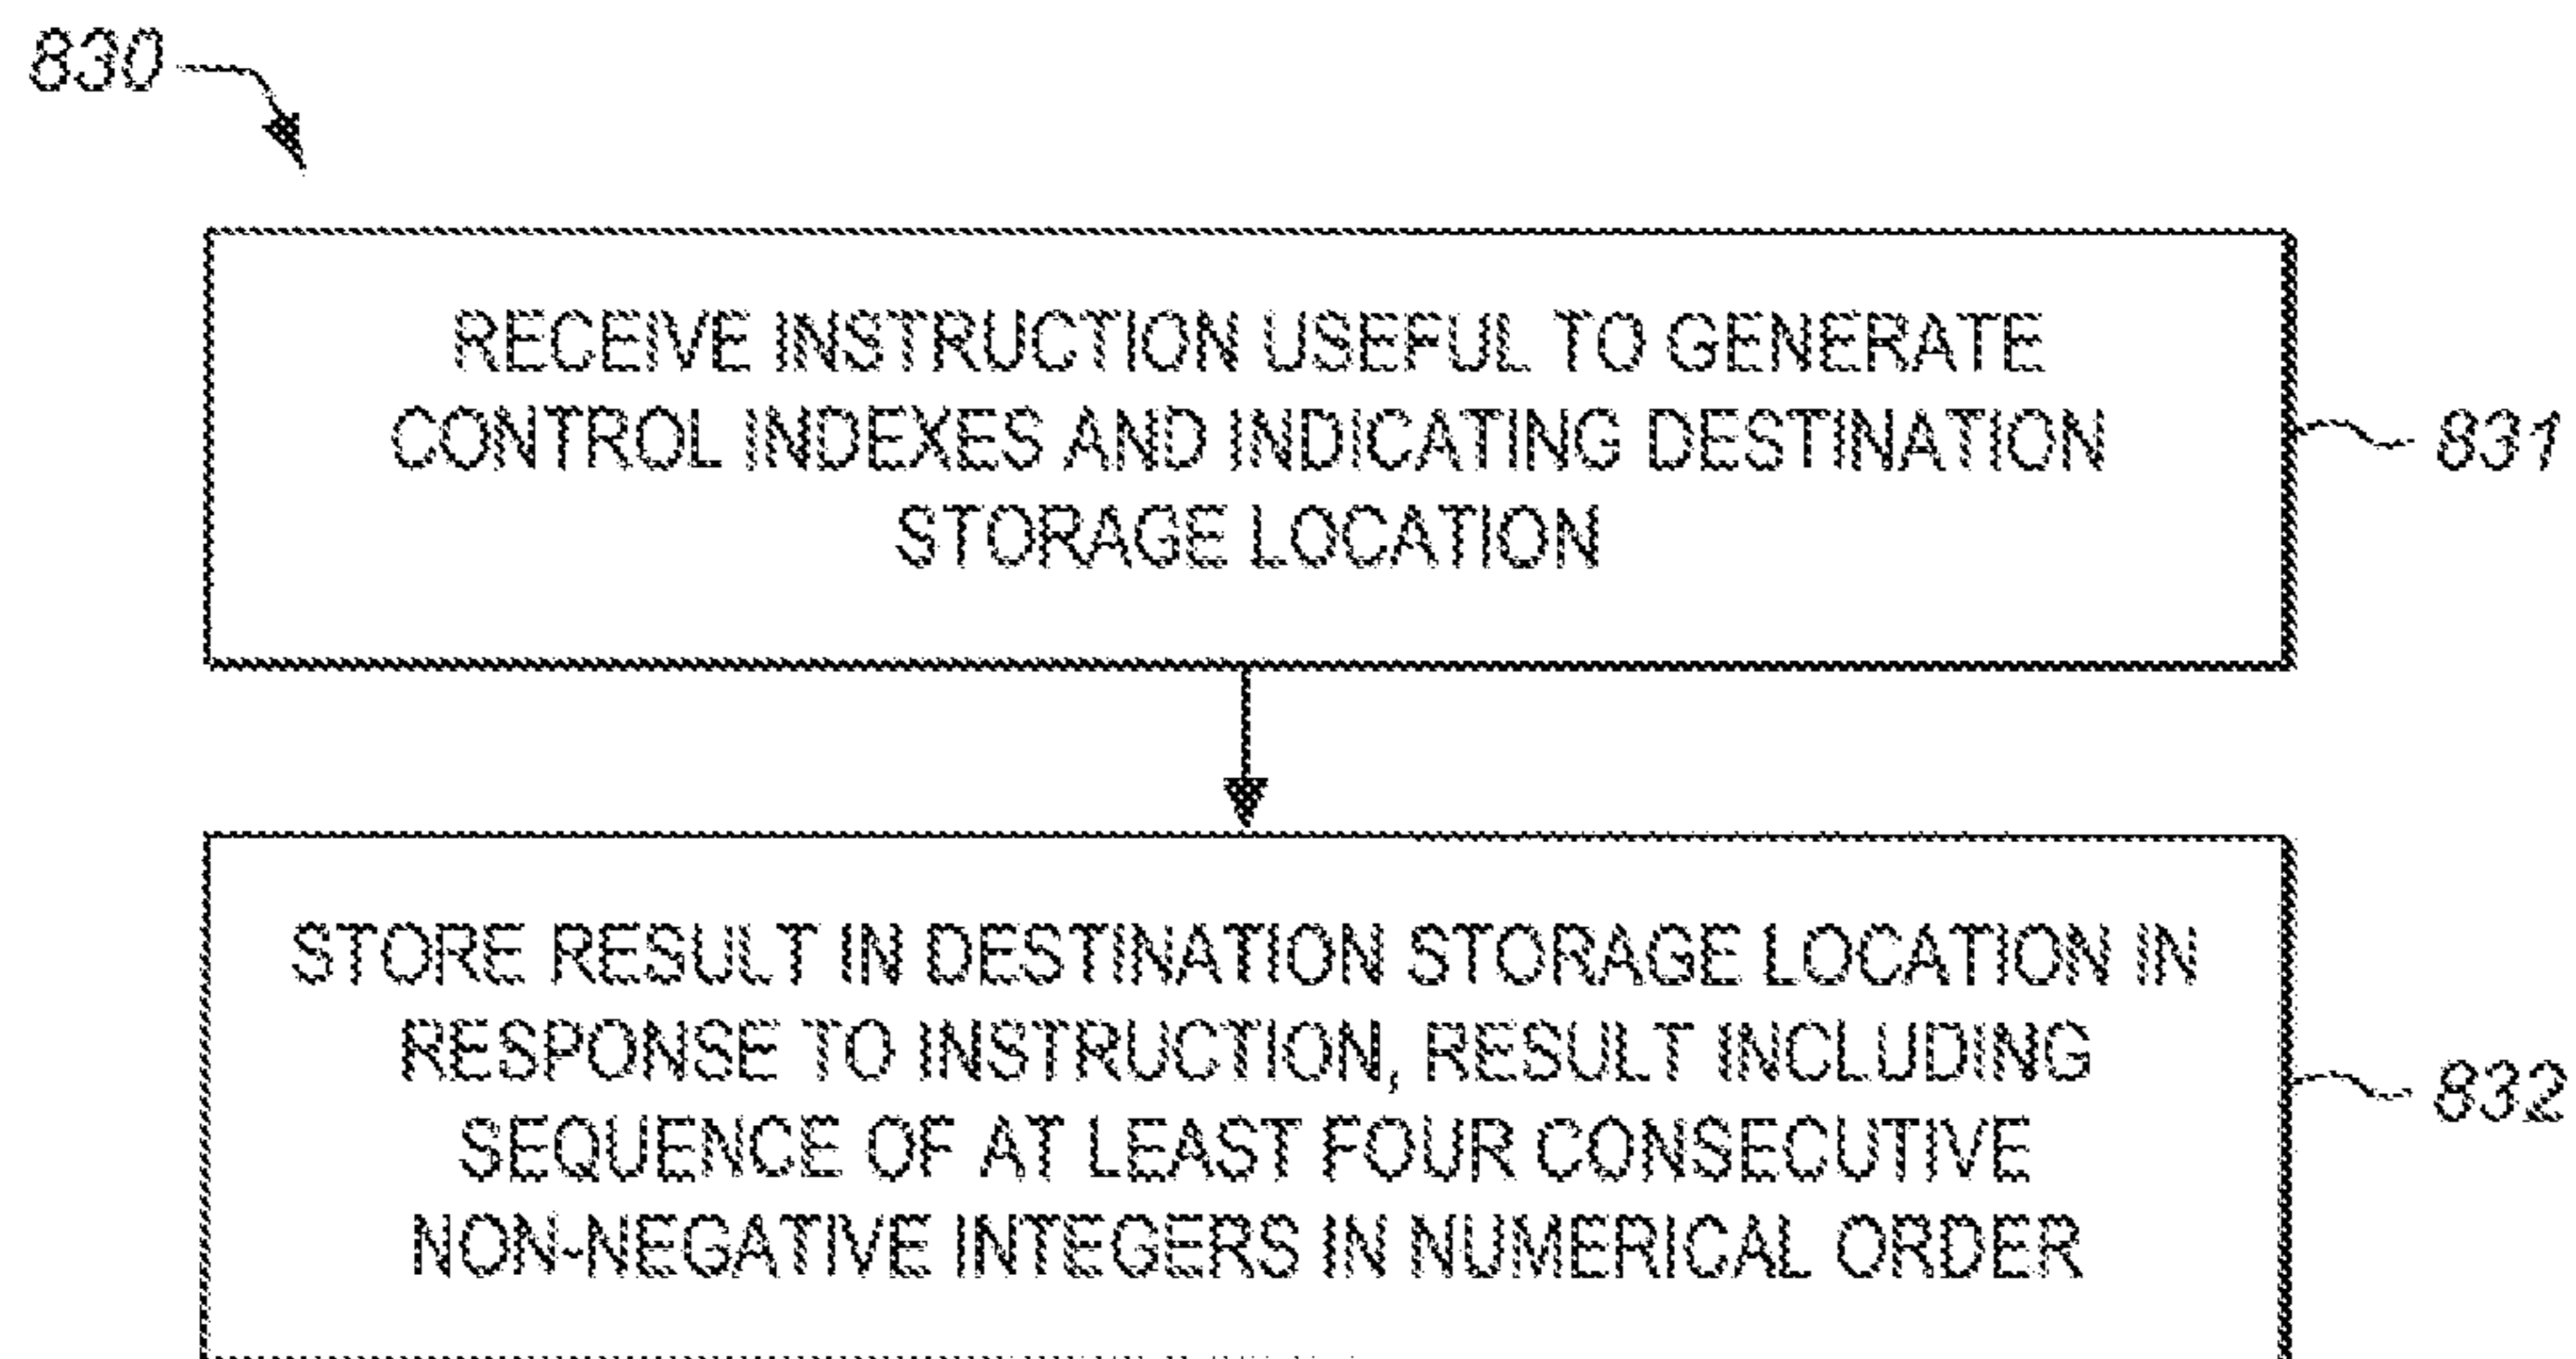 830
RECEIVE INSTRUCTION USEFUL TO GENERATE
CONTROL INDEXES AND INDICATING DESTINATION
STORAGE LOCATION
831
STORE RESULT IN DESTINATION STORAGE LOCATION IN
RESPONSE TO INSTRUCTION, RESULT INCLUDING
SEQUENCE OF AT LEAST FOUR CONSECUTIVE
NON-NEGATIVE INTEGERS IN NUMERICAL ORDER
832